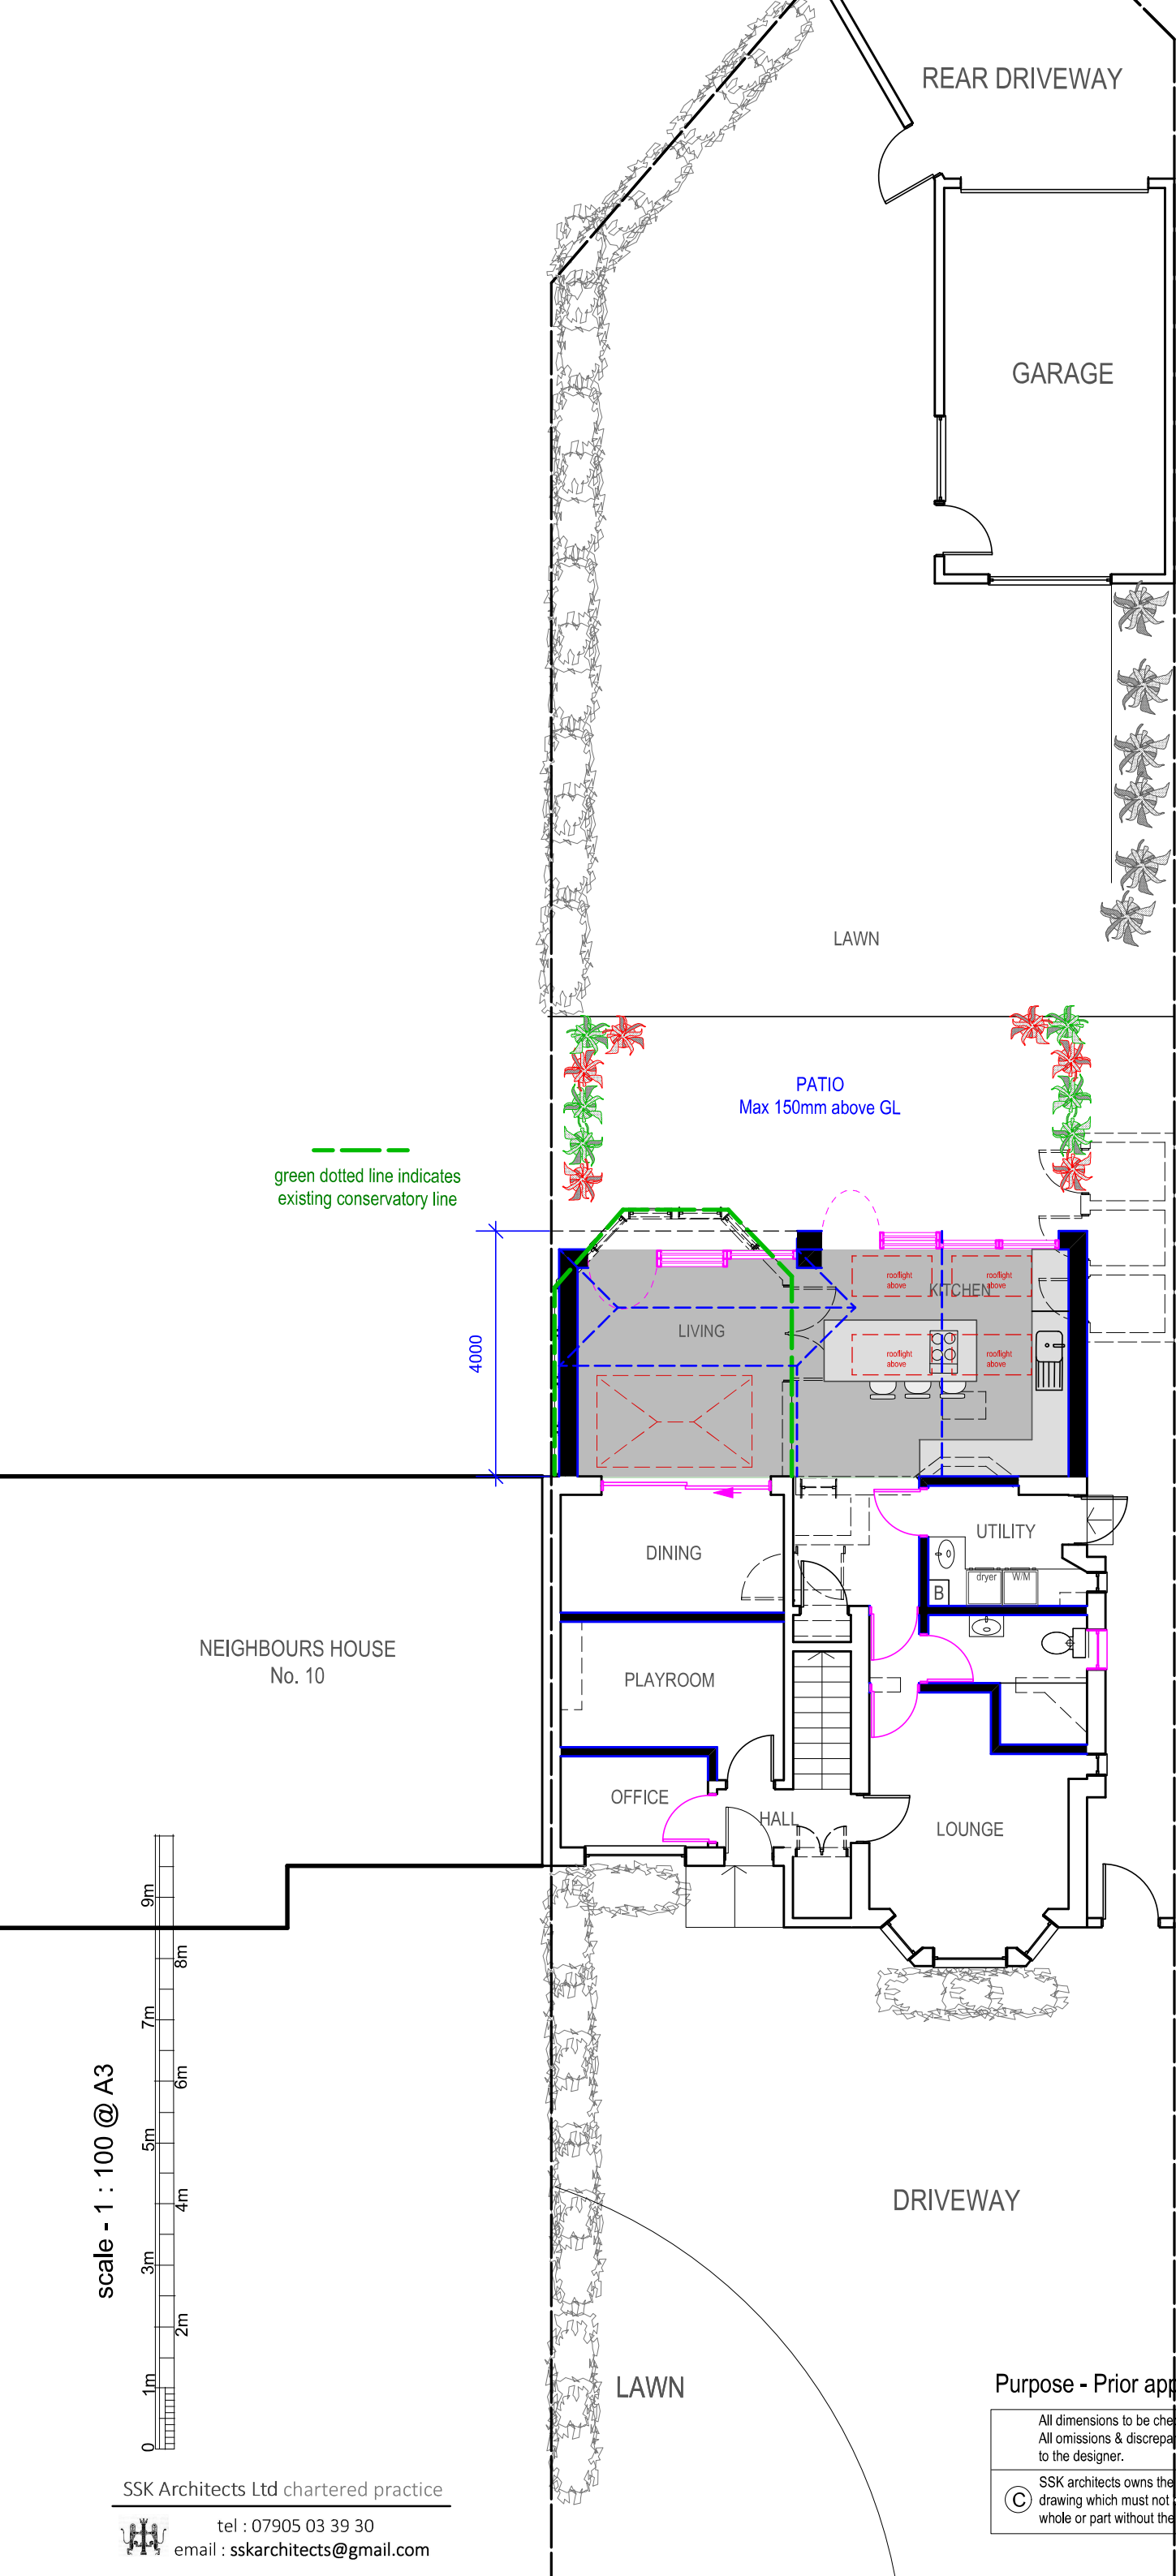 REAR DRIVEWAY
GARAGE
LAWN
PATIO
Max 150mm above GL
green dotted line indicates
existing conservatory line
4000
rooflight
above
rooflight
above
KITCHEN
LIVING
rooflight
above
rooflight
above
DINING
UTILITY
dryer
W/M
B
NEIGHBOURS HOUSE
No. 10
PLAYROOM
OFFICE
HALL
LOUNGE
scale - 1 : 100 @ A3
9m
8m
7m
6m
5m
4m
3m
2m
1m
0
DRIVEWAY
LAWN
Purpose - Prior app
All dimensions to be che
All omissions & discrepa
to the designer.
C
SSK architects owns the
drawing which must not
whole or part without the
SSK Architects Ltd chartered practice
tel : 07905 03 39 30
email : sskarchitects@gmail.com